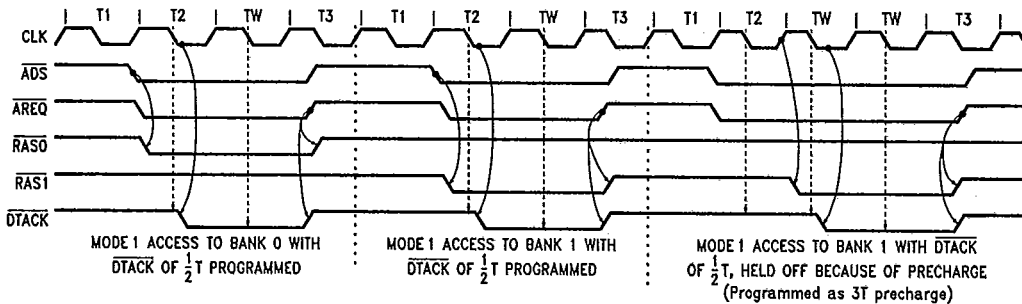 T1 T2 TW T3 T1 T2 TW T3 T1 T2 TW TW T3
CLK
ADS
AREQ
RAS0
RAS1
DTACK
MODE 1 ACCESS TO BANK 0 WITH
DTACK OF 1/2 T PROGRAMMED
MODE 1 ACCESS TO BANK 1 WITH
DTACK OF 1/2 T PROGRAMMED
MODE 1 ACCESS TO BANK 1 WITH DTACK
OF 1/2 T, HELD OFF BECAUSE OF PRECHARGE
(Programmed as 3T precharge)